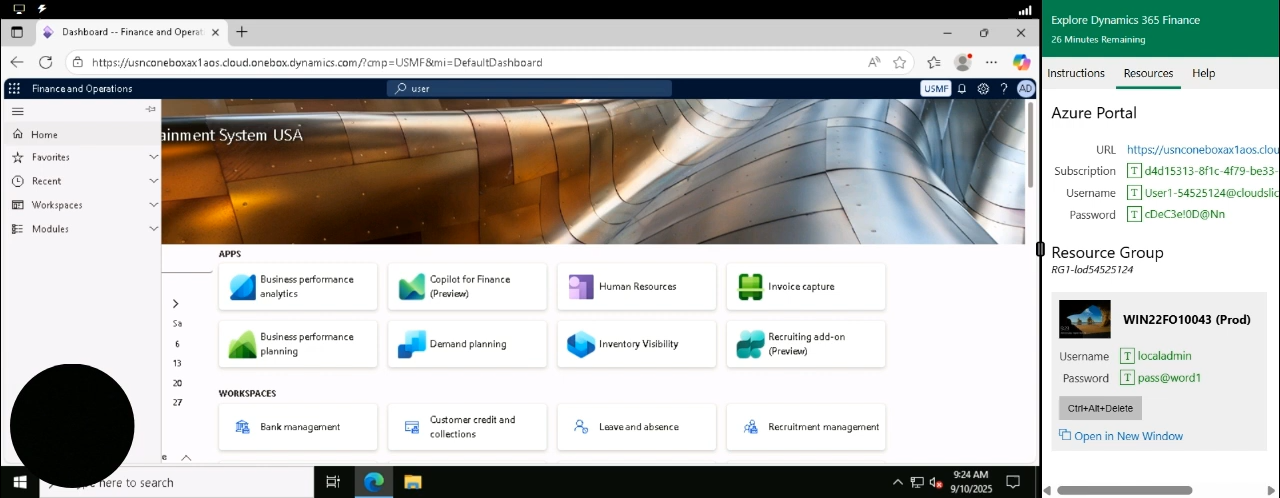 Dashboard -- Finance and Operat
https://usnconeboxax1aos.cloud.onebox.dynamics.com/?cmp=USMF&mi=DefaultDashboard
Finance and Operations
user
USMF
?
AD
Home
Favorites
Recent
Workspaces
Modules
ainment System USA
APPS
Business performance analytics
Copilot for Finance (Preview)
Human Resources
Invoice capture
Business performance planning
Demand planning
Inventory Visibility
Recruiting add-on (Preview)
Sa
6
13
20
27
WORKSPACES
Bank management
Customer credit and collections
Leave and absence
Recruitment management
here to search
9:24 AM
9/10/2025
Explore Dynamics 365 Finance
26 Minutes Remaining
Instructions
Resources
Help
Azure Portal
URL https://usnconeboxax1aos.clou
Subscription T d4d15313-8f1c-4f79-be33-
Username T User1-54525124@cloudslic
Password T cDeC3e!0D@Nn
Resource Group
RG1-lod54525124
WIN22FO10043 (Prod)
Username T localadmin
Password T pass@word1
Ctrl+Alt+Delete
Open in New Window